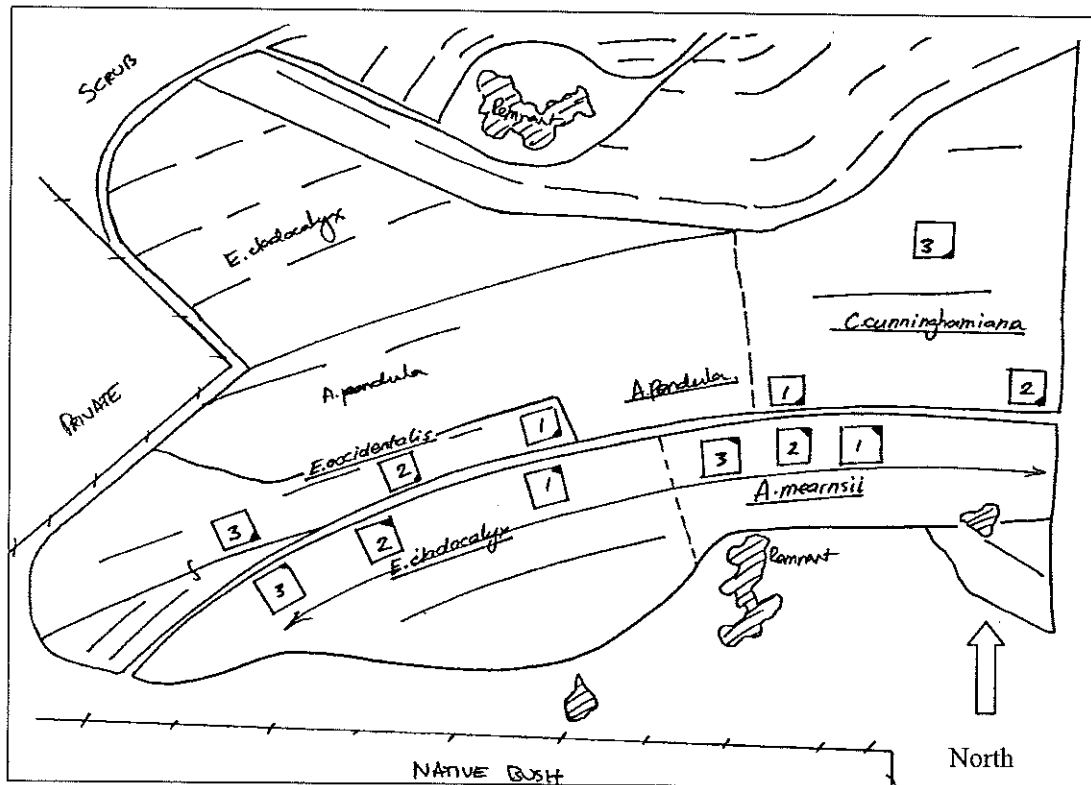 SCRUB
Remnant
E. cladocalyx
3
C. cunninghamiana
PRIVATE
A. pendula
A. Pendula
1
2
E. occidentalis
1
2
3
3
2
1
A. mearnsii
1
2
3
E. cladocalyx
Remnant
North
NATIVE BUSH